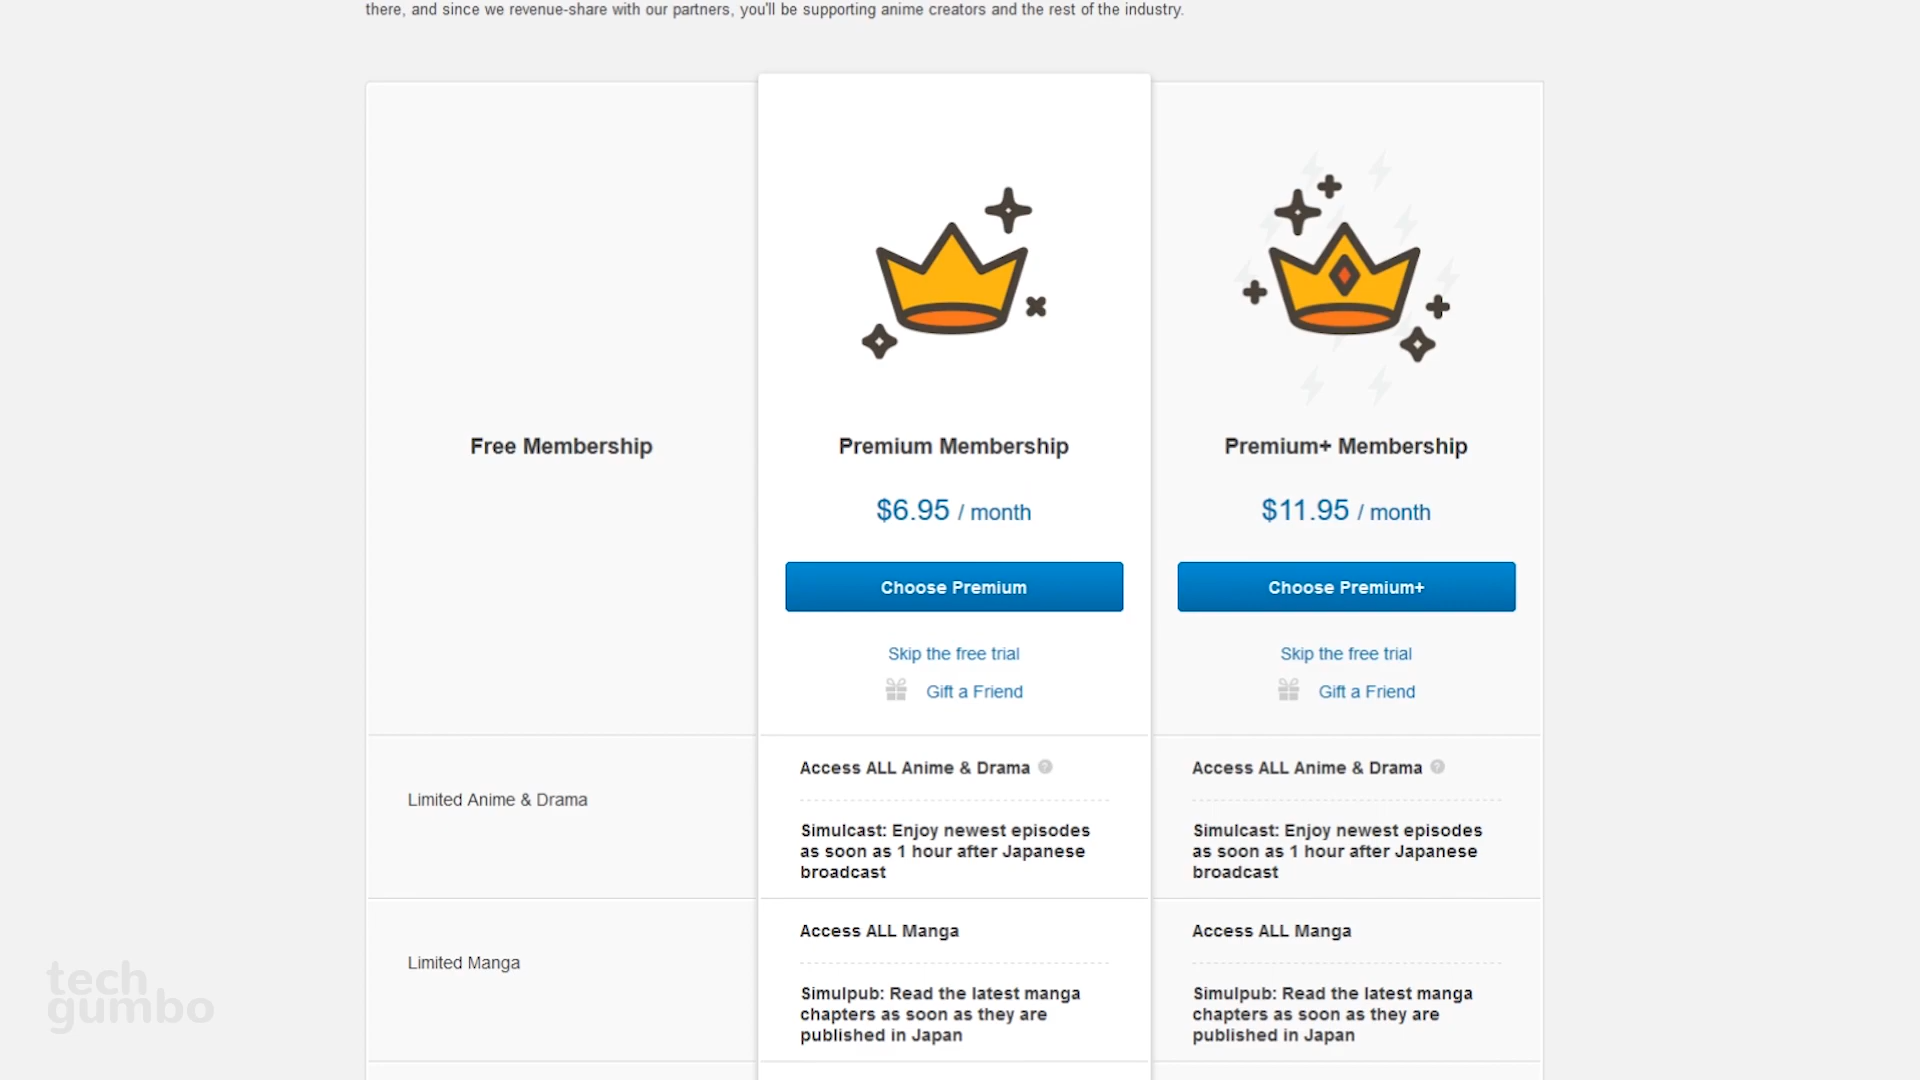 there, and since we revenue-share with our partners, you'll be supporting anime creators and the rest of the industry.
Free Membership
Premium Membership
$6.95 / month
Choose Premium
Skip the free trial
Gift a Friend
Premium+ Membership
$11.95 / month
Choose Premium+
Skip the free trial
Gift a Friend
Limited Anime & Drama
Access ALL Anime & Drama ?
Simulcast: Enjoy newest episodes
as soon as 1 hour after Japanese
broadcast
Access ALL Anime & Drama ?
Simulcast: Enjoy newest episodes
as soon as 1 hour after Japanese
broadcast
Limited Manga
Access ALL Manga
Simulpub: Read the latest manga
chapters as soon as they are
published in Japan
Access ALL Manga
Simulpub: Read the latest manga
chapters as soon as they are
published in Japan
tech
gumbo